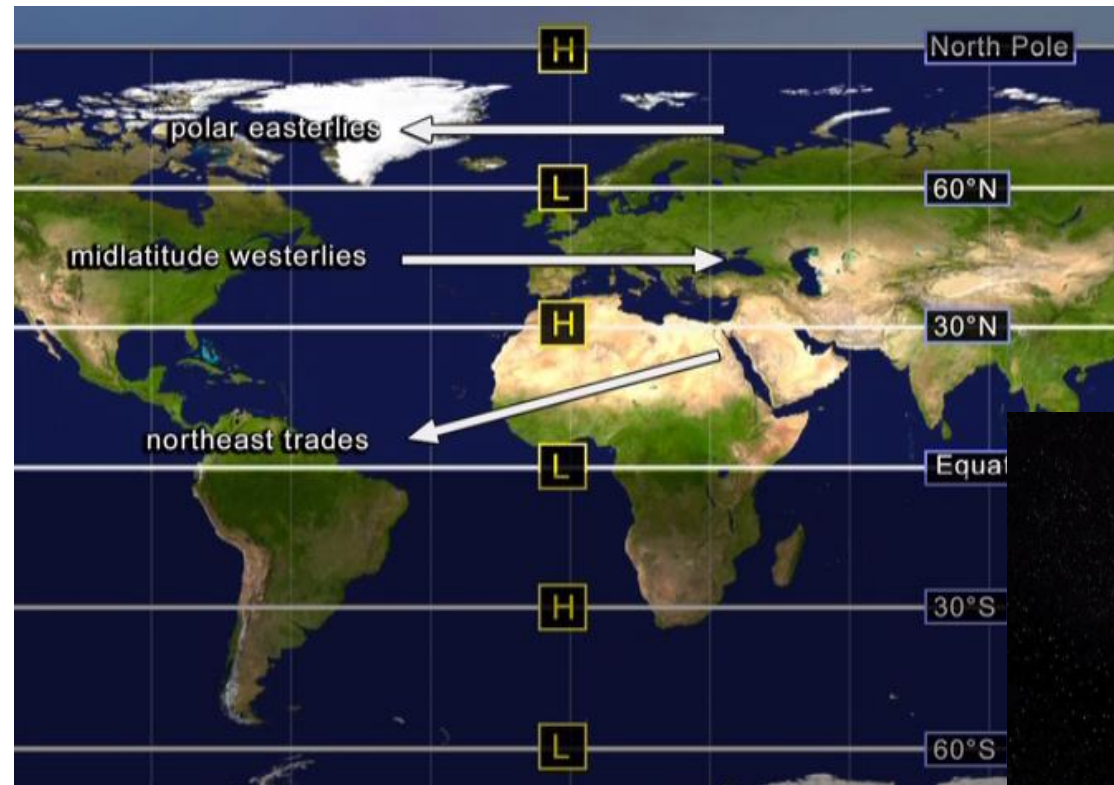 H
North Pole
polar easterlies
L
60°N
midlatitude westerlies
H
30°N
northeast trades
L
Equat
H
30°S
L
60°S